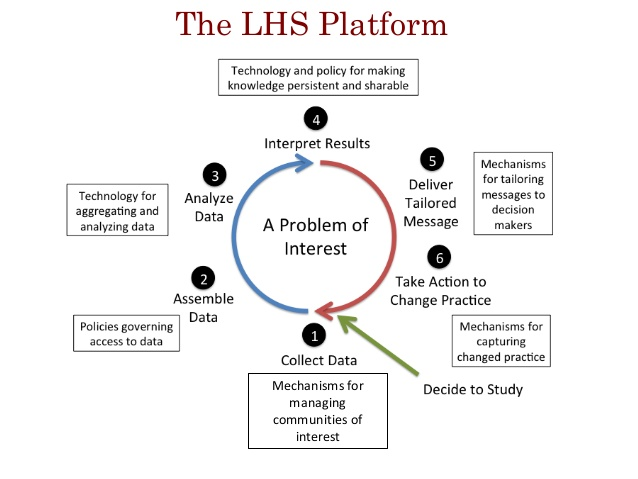 The LHS Platform
Technology and policy for making
knowledge persistent and sharable
4
Interpret Results
5
Deliver
Tailored
Message
Mechanisms
for tailoring
messages to
decision
makers
3
Analyze
Data
Technology for
aggregating and
analyzing data
A Problem of
Interest
6
Take Action to
Change Practice
2
Assemble
Data
Policies governing
access to data
Mechanisms for
capturing
changed practice
1
Collect Data
Decide to Study
Mechanisms for
managing
communities of
interest